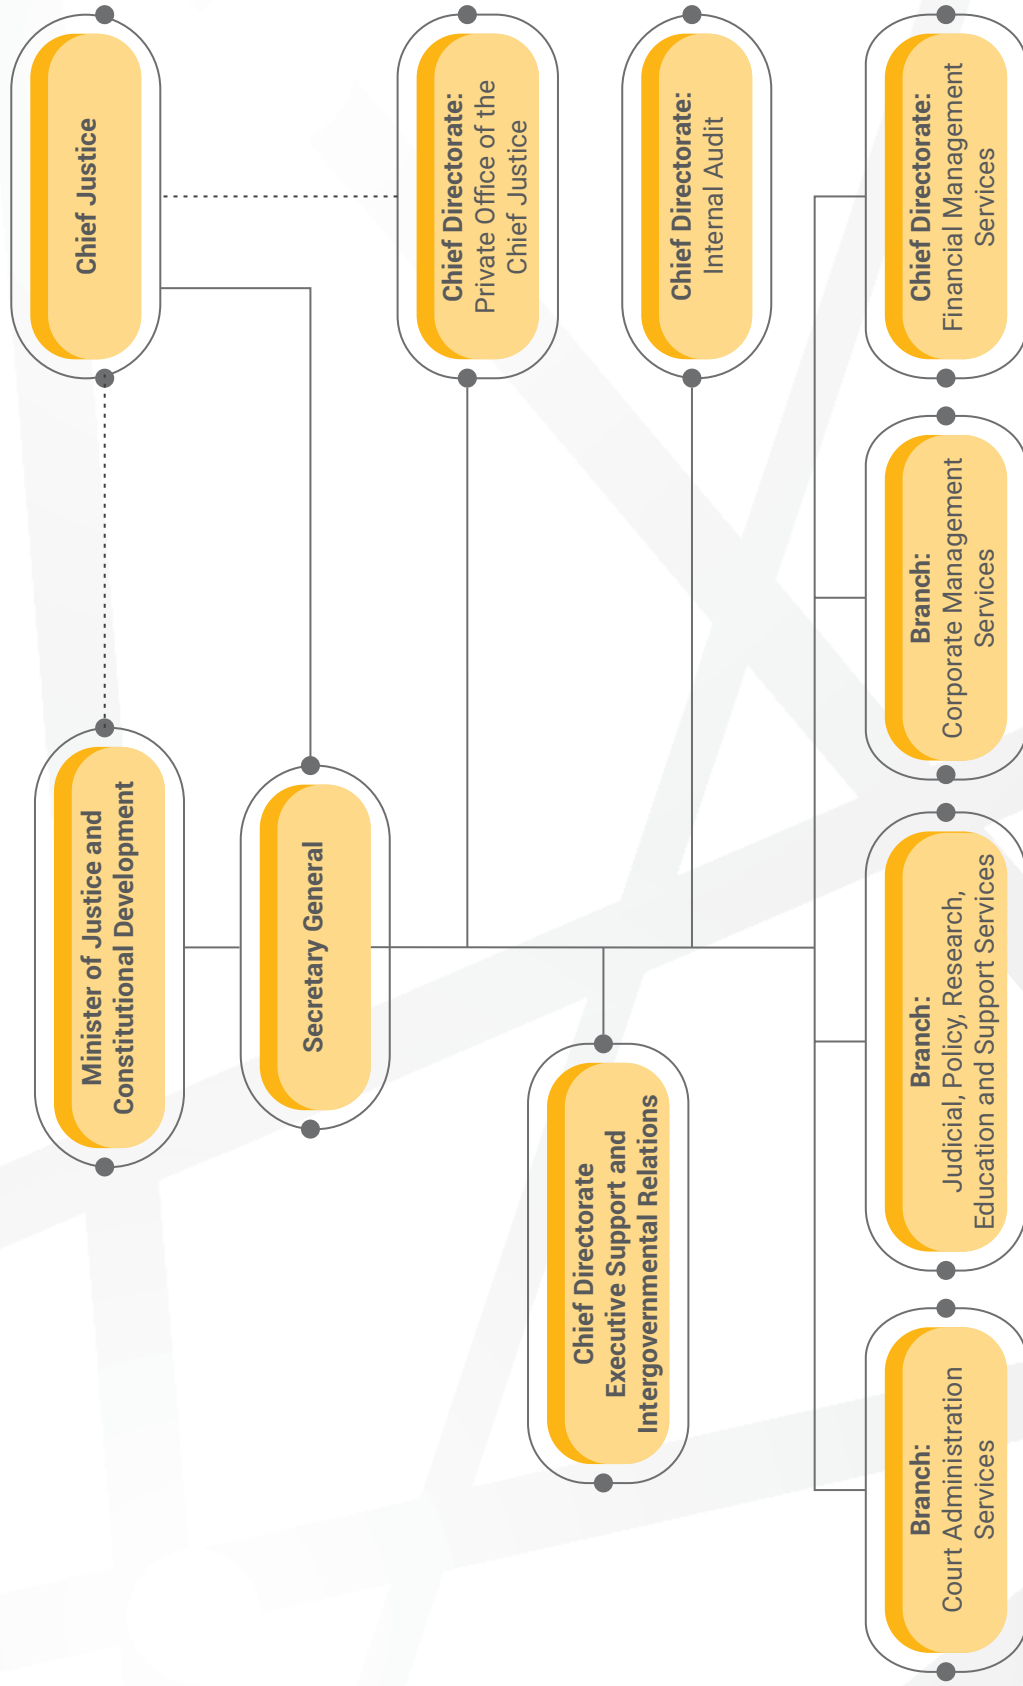 Minister of Justice and
Constitutional Development
Chief Justice
Secretary General
Chief Directorate:
Private Office of the
Chief Justice
Chief Directorate
Executive Support and
Intergovernmental Relations
Chief Directorate:
Internal Audit
Branch:
Court Administration
Services
Branch:
Judicial, Policy, Research,
Education and Support Services
Branch:
Corporate Management
Services
Chief Directorate:
Financial Management
Services